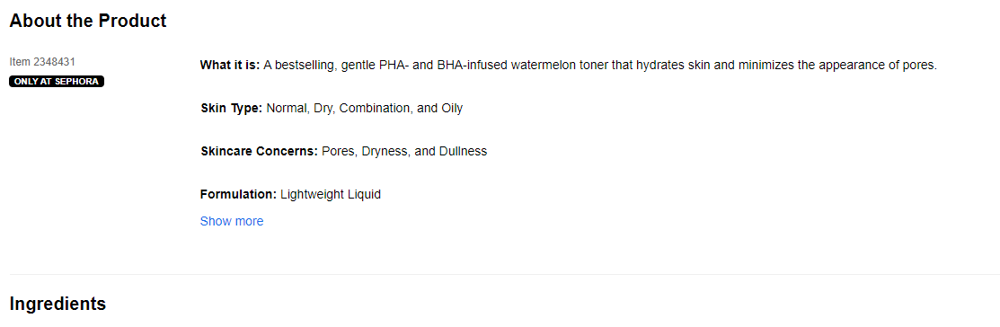 About the Product
Item 2348431
ONLY AT SEPHORA
What it is: A bestselling, gentle PHA- and BHA-infused watermelon toner that hydrates skin and minimizes the appearance of pores.
Skin Type: Normal, Dry, Combination, and Oily
Skincare Concerns: Pores, Dryness, and Dullness
Formulation: Lightweight Liquid
Show more
Ingredients